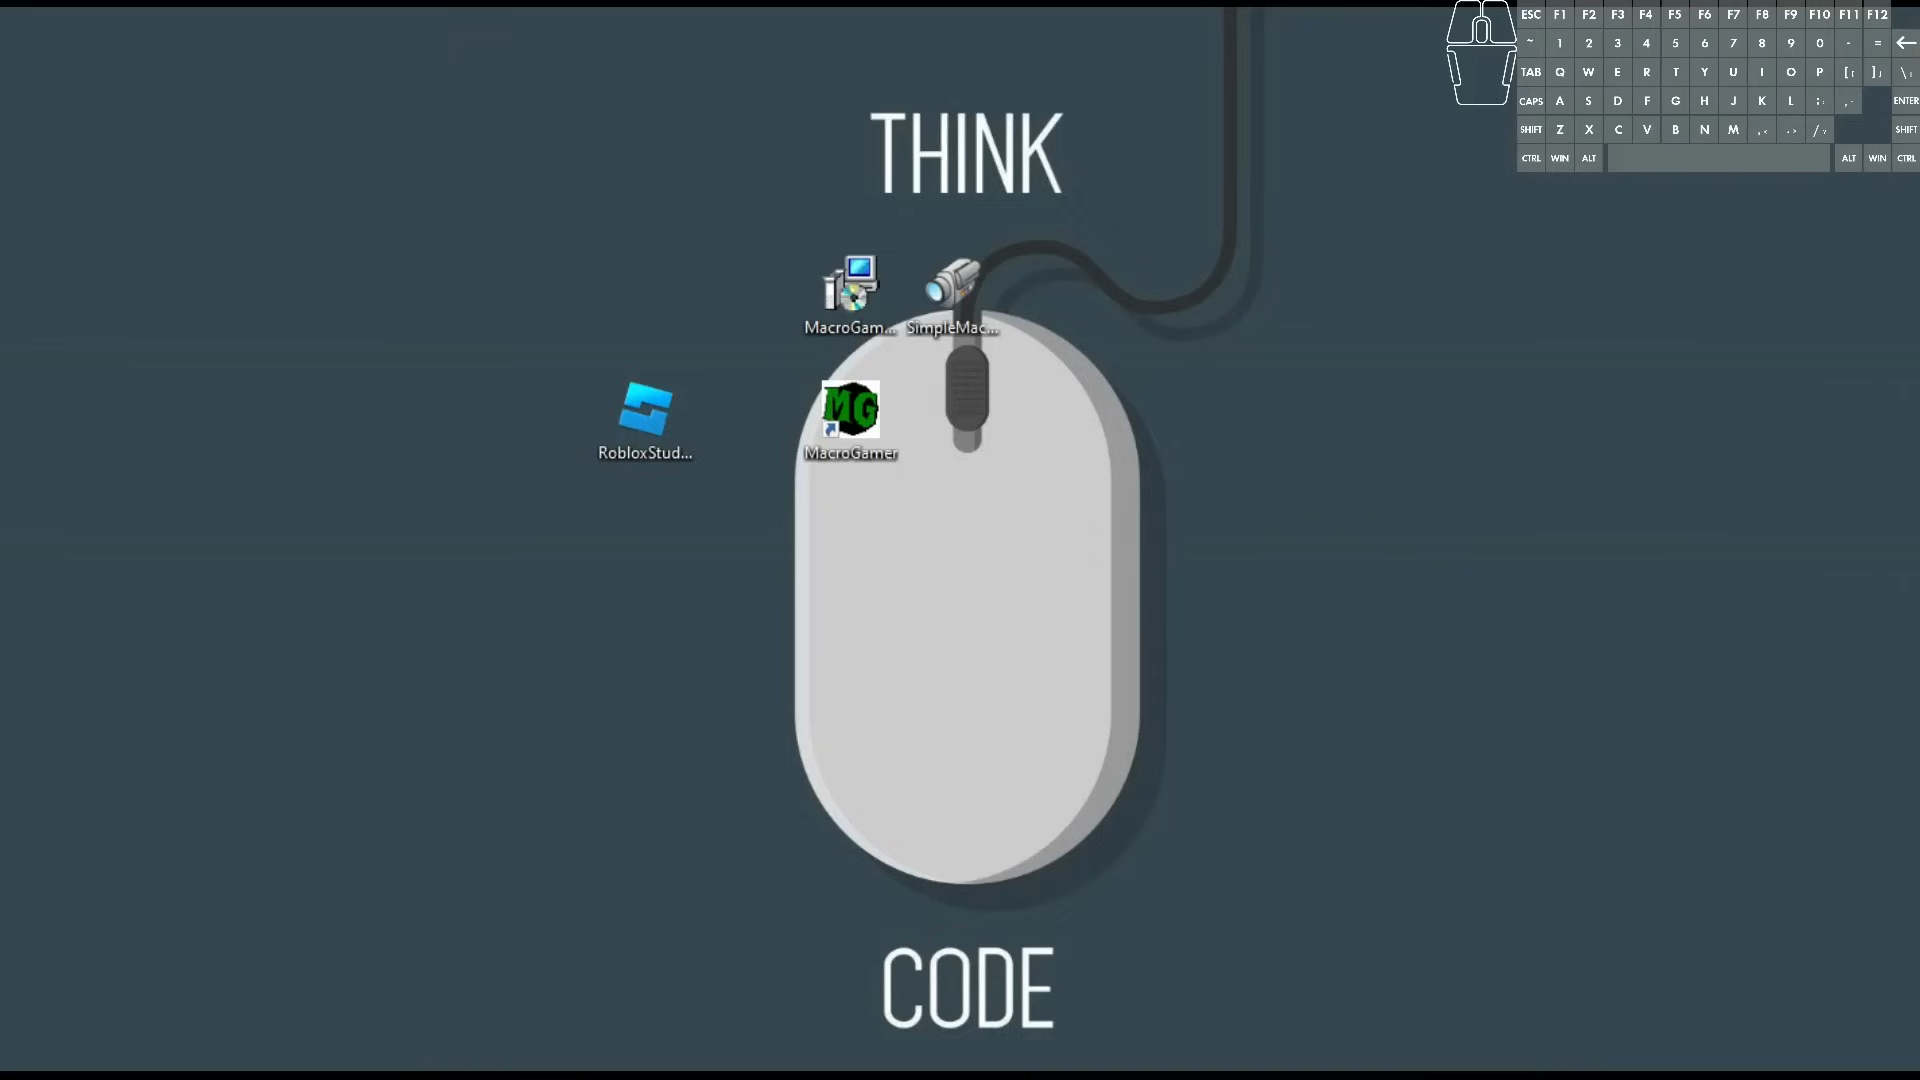 ESC F1 F2 F3 F4 F5 F6 F7 F8 F9 F10 F11 F12
~ 1 2 3 4 5 6 7 8 9 0 - =
TAB Q W E R T Y U I O P [ ] \
CAPS A S D F G H J K L ; ENTER
SHIFT Z X C V B N M , . / SHIFT
CTRL WIN ALT ALT WIN CTRL
THINK
MacroGam... SimpleMac...
MG
RobloxStud... MacroGamer
CODE